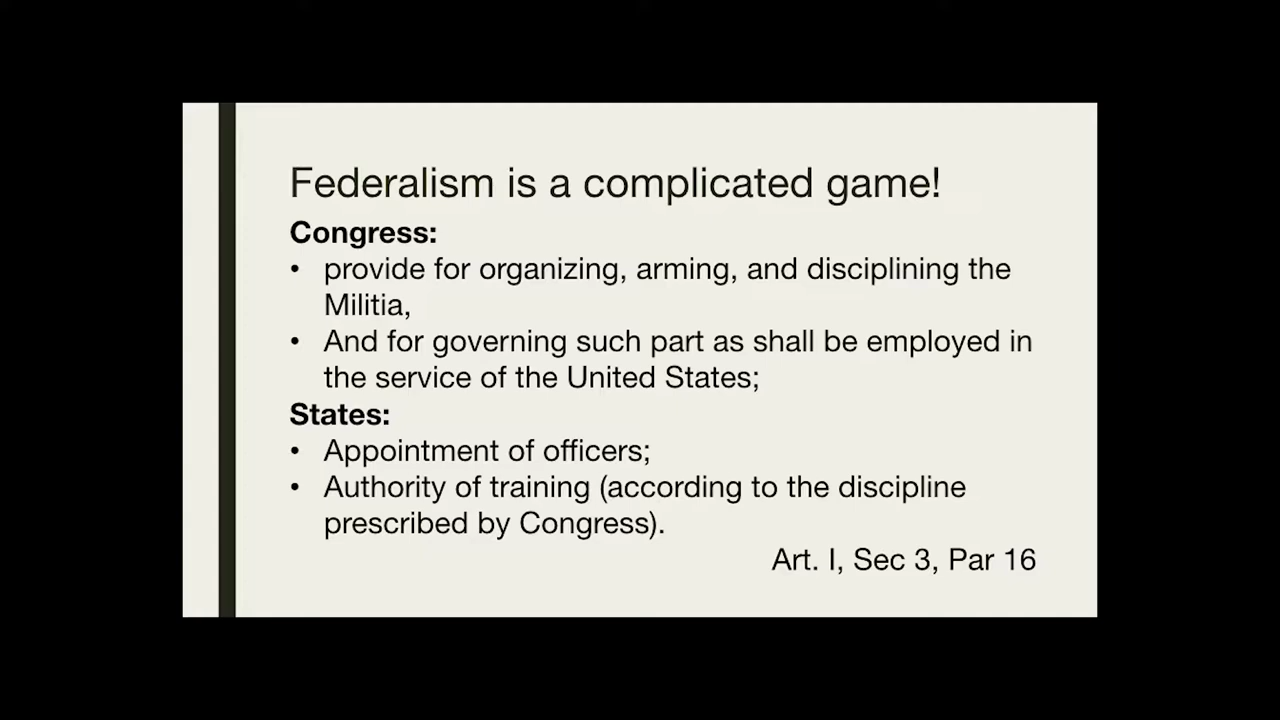 Federalism is a complicated game!
Congress:
• provide for organizing, arming, and disciplining the
Militia,
• And for governing such part as shall be employed in
the service of the United States;
States:
• Appointment of officers;
• Authority of training (according to the discipline
prescribed by Congress).
Art. I, Sec 3, Par 16